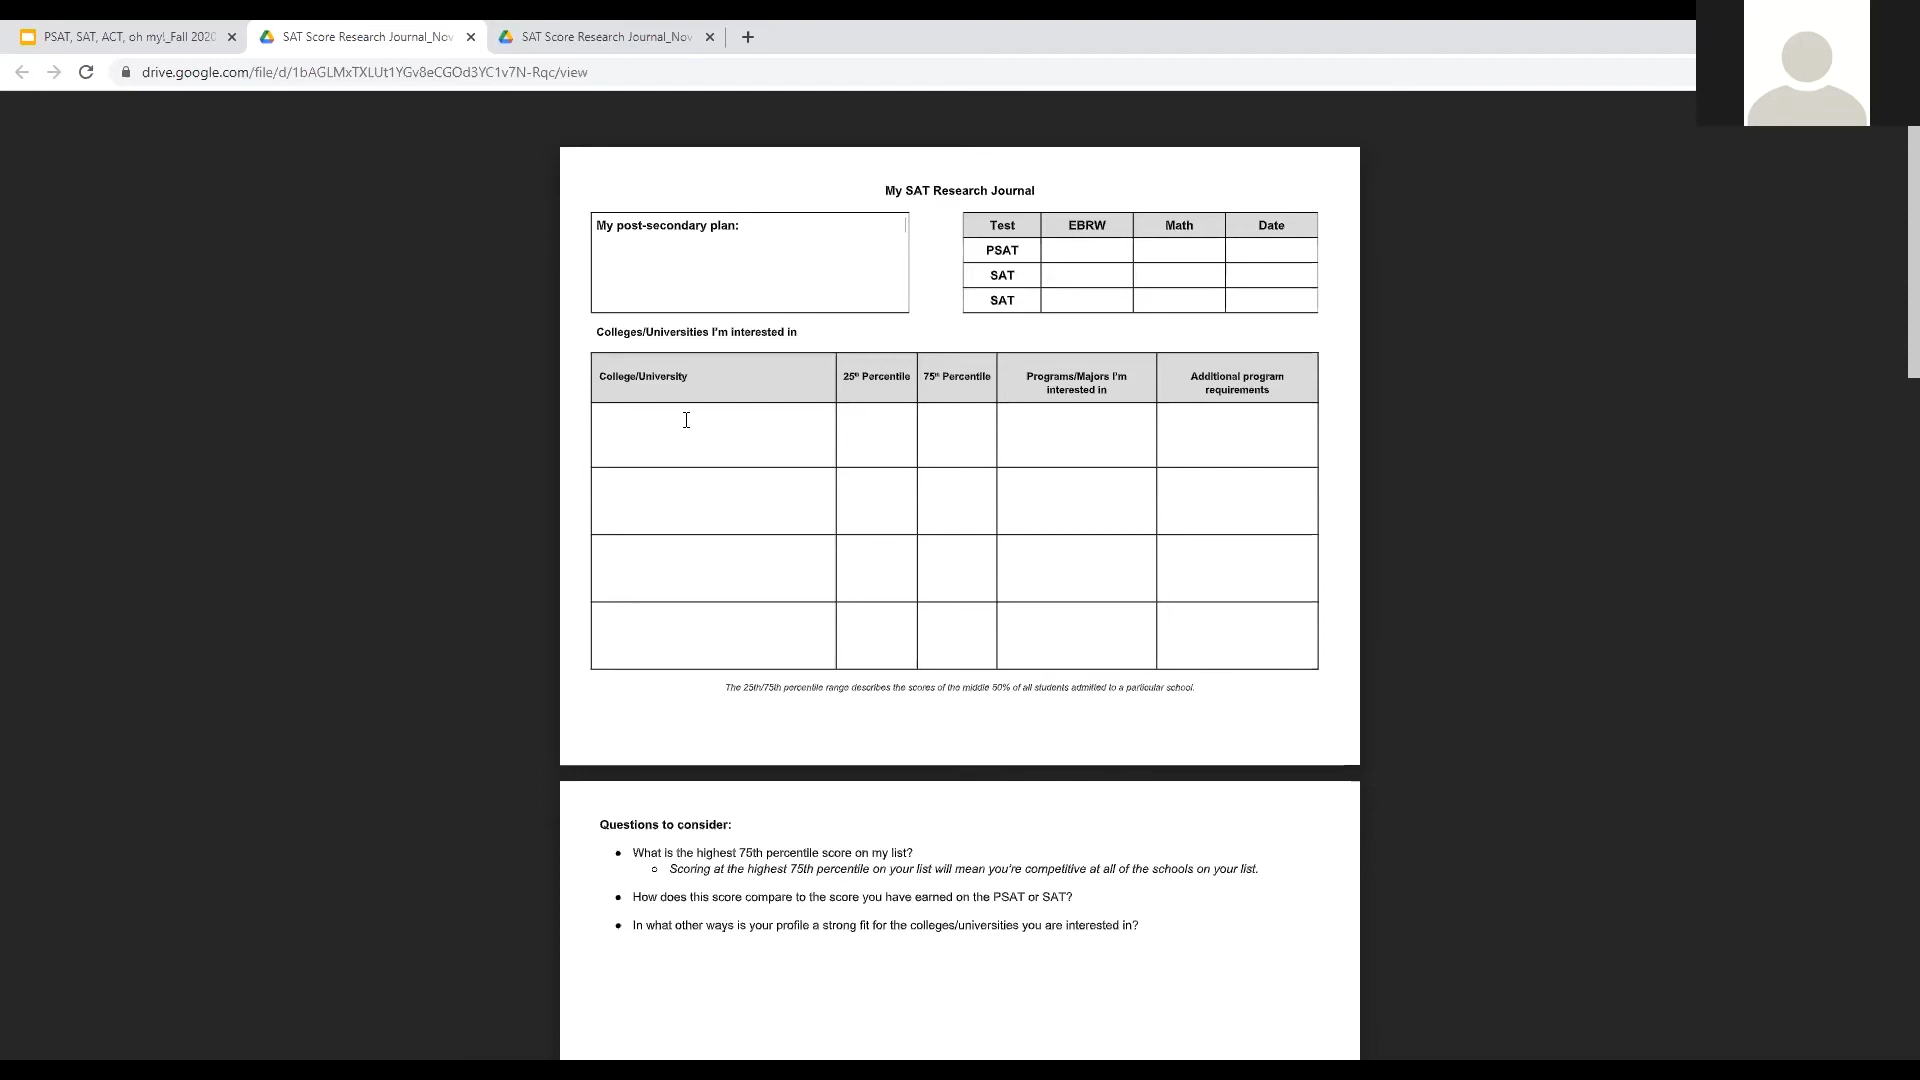 PSAT, SAT, ACT, oh my!_Fall 2020
SAT Score Research Journal_Nov
SAT Score Research Journal_Nov
drive.google.com/file/d/1bAGLMxTXLUt1YGv8eCGOd3YC1v7N-Rqc/view
My SAT Research Journal
My post-secondary plan:
Test EBRW Math Date
PSAT
SAT
SAT
Colleges/Universities I'm interested in
College/University 25th Percentile 75th Percentile Programs/Majors I'm interested in Additional program requirements
The 25th/75th percentile range describes the scores of the middle 50% of all students admitted to a particular school.
Questions to consider:
• What is the highest 75th percentile score on my list?
○ Scoring at the highest 75th percentile on your list will mean you're competitive at all of the schools on your list.
• How does this score compare to the score you have earned on the PSAT or SAT?
• In what other ways is your profile a strong fit for the colleges/universities you are interested in?